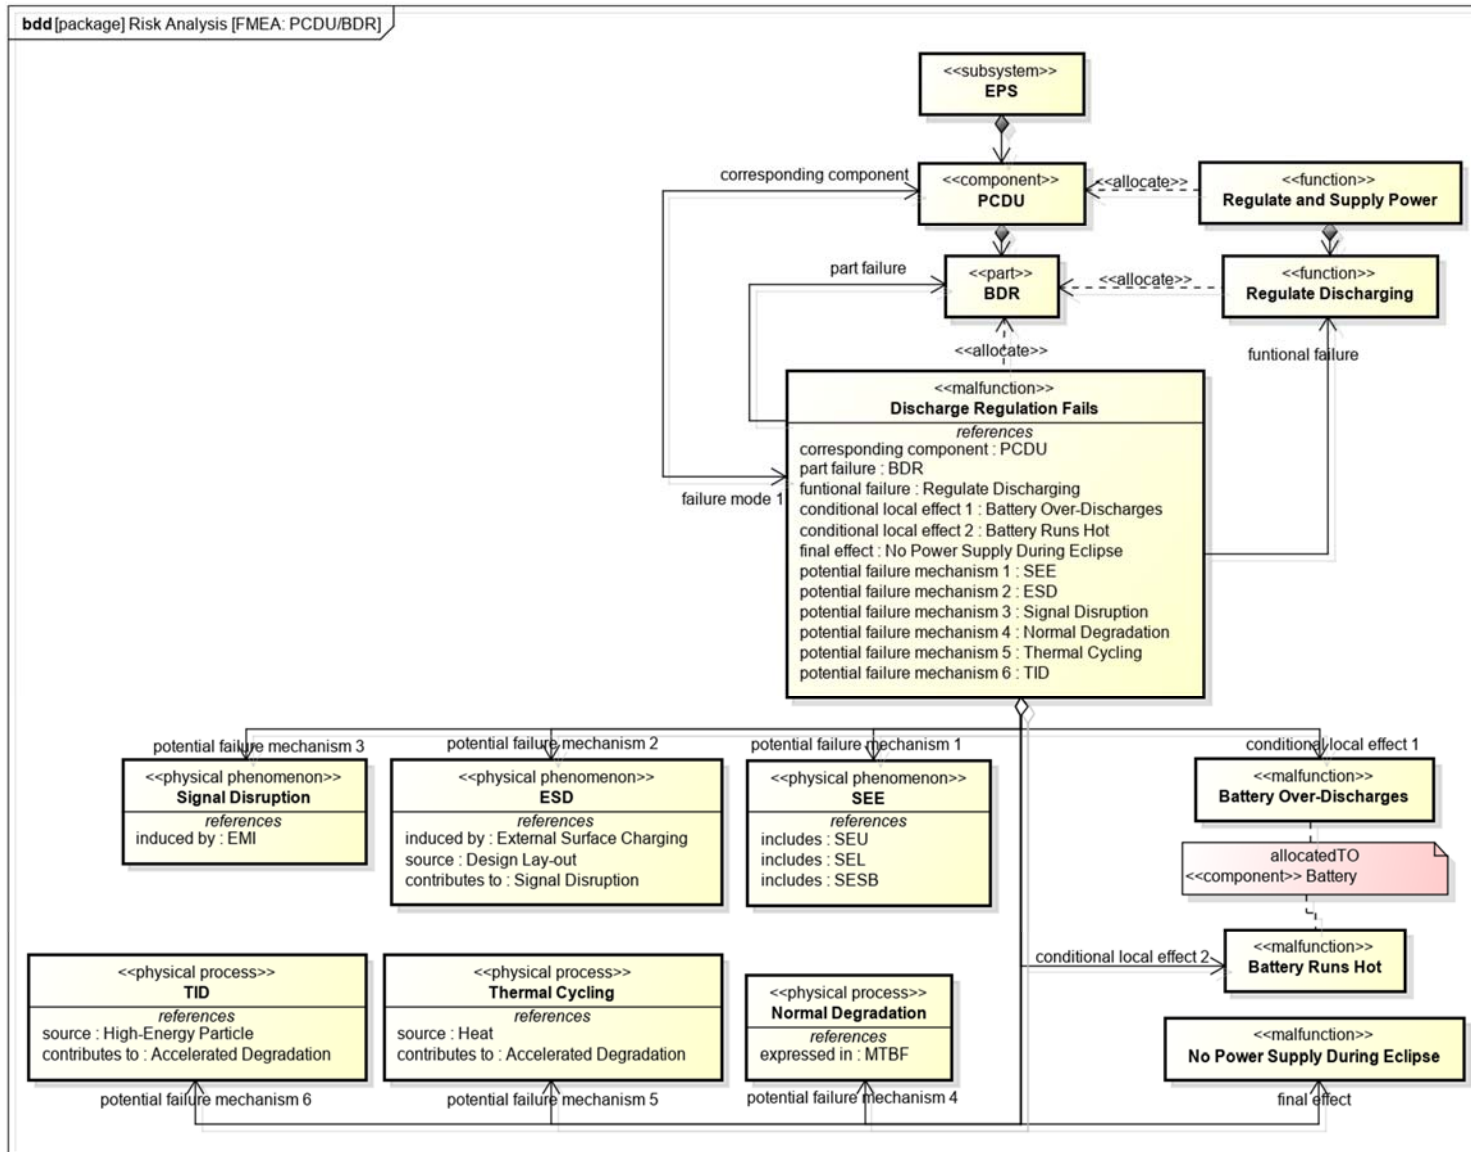 bdd [package] Risk Analysis [FMEA: PCDU/BDR]
<<subsystem>>
EPS
corresponding component
<<component>>
PCDU
<<allocate>>
<<function>>
Regulate and Supply Power
part failure
<<part>>
BDR
<<allocate>>
<<function>>
Regulate Discharging
<<allocate>>
funtional failure
<<malfunction>>
Discharge Regulation Fails
references
corresponding component : PCDU
part failure : BDR
funtional failure : Regulate Discharging
conditional local effect 1 : Battery Over-Discharges
conditional local effect 2 : Battery Runs Hot
final effect : No Power Supply During Eclipse
potential failure mechanism 1 : SEE
potential failure mechanism 2 : ESD
potential failure mechanism 3 : Signal Disruption
potential failure mechanism 4 : Normal Degradation
potential failure mechanism 5 : Thermal Cycling
potential failure mechanism 6 : TID
failure mode 1
potential failure mechanism 3
potential failure mechanism 2
potential failure mechanism 1
conditional local effect 1
<<physical phenomenon>>
Signal Disruption
references
induced by : EMI
<<physical phenomenon>>
ESD
references
induced by : External Surface Charging
source : Design Lay-out
contributes to : Signal Disruption
<<physical phenomenon>>
SEE
references
includes : SEU
includes : SEL
includes : SESB
<<malfunction>>
Battery Over-Discharges
allocatedTO
<<component>> Battery
conditional local effect 2
<<malfunction>>
Battery Runs Hot
<<physical process>>
TID
references
source : High-Energy Particle
contributes to : Accelerated Degradation
<<physical process>>
Thermal Cycling
references
source : Heat
contributes to : Accelerated Degradation
<<physical process>>
Normal Degradation
references
expressed in : MTBF
<<malfunction>>
No Power Supply During Eclipse
potential failure mechanism 6
potential failure mechanism 5
potential failure mechanism 4
final effect